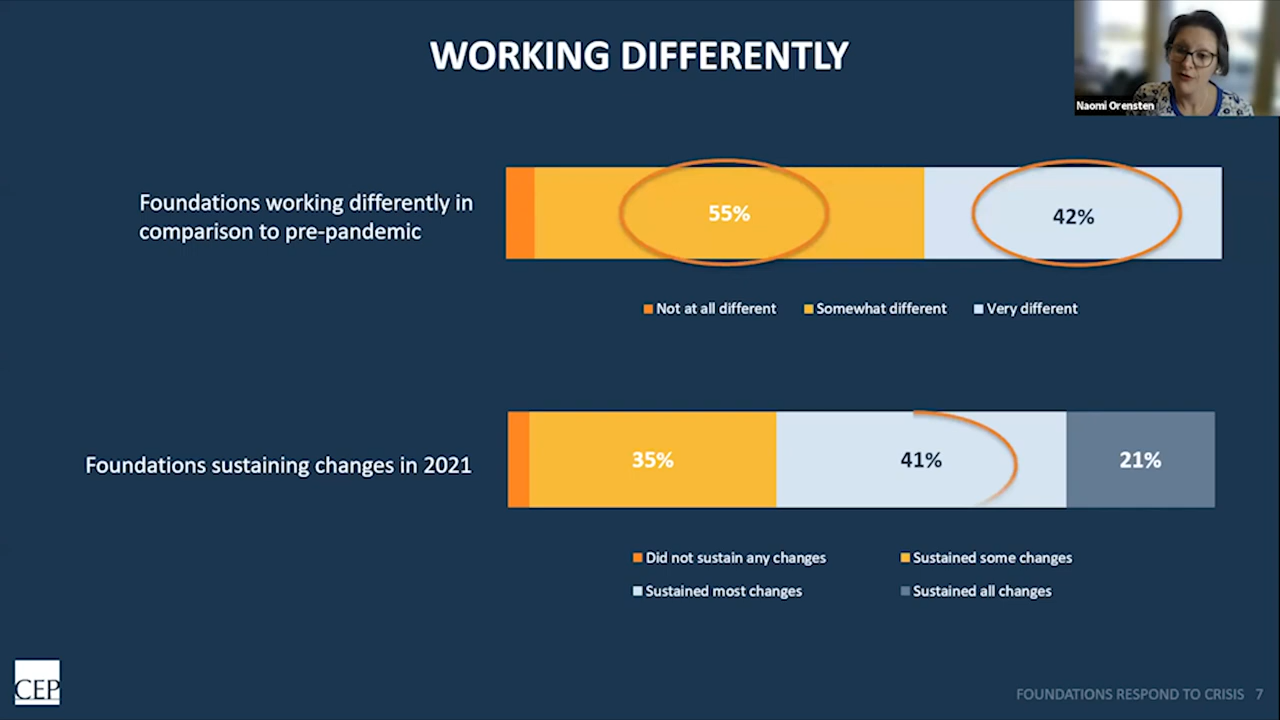 WORKING DIFFERENTLY
Naomi Orensten
Foundations working differently in
comparison to pre-pandemic
55%
42%
Not at all different
Somewhat different
Very different
Foundations sustaining changes in 2021
35%
41%
21%
Did not sustain any changes
Sustained some changes
Sustained most changes
Sustained all changes
CEP
FOUNDATIONS RESPOND TO CRISIS 7